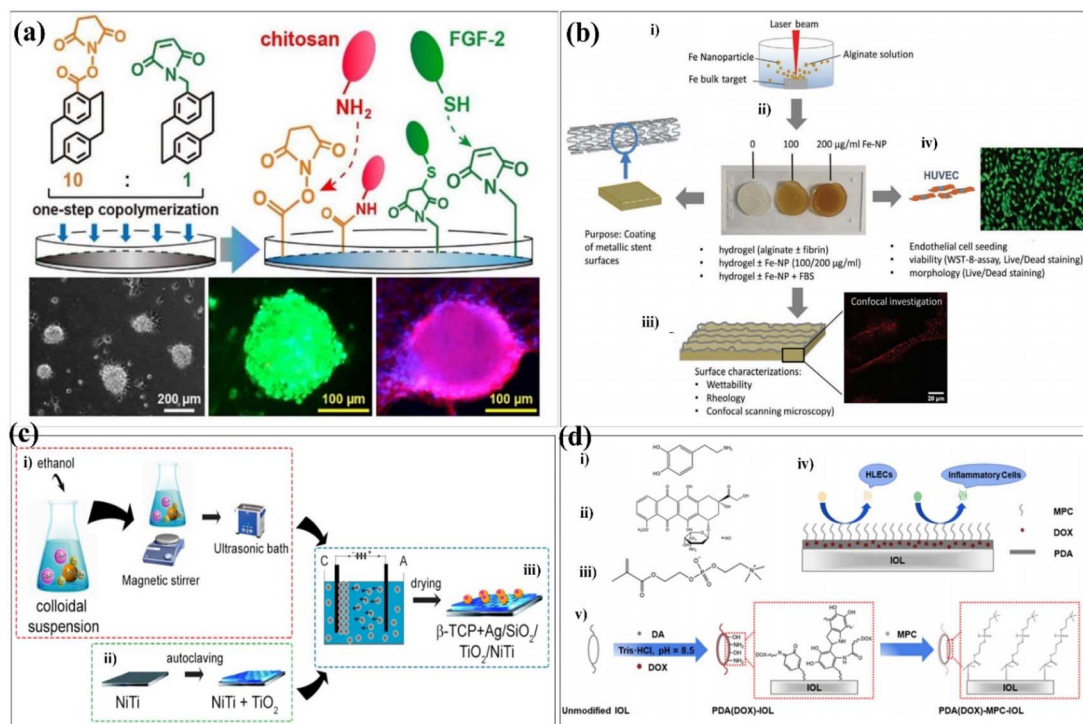 (a)
chitosan
FGF-2
NH2
SH
10 : 1
one-step copolymerization
NH
S
200 μm
100 μm
100 μm
(b)
i)
Laser beam
Fe Nanoparticle
Alginate solution
Fe bulk target
ii)
0
100
200 μg/ml Fe-NP
iv)
HUVEC
Purpose: Coating
of metallic stent
surfaces
• hydrogel (alginate ± fibrin)
• hydrogel ± Fe-NP (100/200 μg/ml)
• hydrogel ± Fe-NP + FBS
Endothelial cell seeding
viability (WST-8-assay, Live/Dead staining)
morphology (Live/Dead staining)
iii)
Confocal investigation
Surface characterizations:
• Wettability
• Rheology
• Confocal scanning microscopy)
20 μm
(c)
i)
ethanol
Magnetic stirrer
Ultrasonic bath
colloidal
suspension
C
A
iii)
drying
β-TCP+Ag/SiO2/
TiO2/NiTi
ii)
autoclaving
NiTi
NiTi + TiO2
(d)
i)
ii)
iii)
iv)
HLECs
Inflammatory Cells
MPC
DOX
PDA
IOL
v)
DA
Tris-HCl, pH = 8.5
DOX
MPC
IOL
IOL
Unmodified IOL
PDA(DOX)-IOL
PDA(DOX)-MPC-IOL